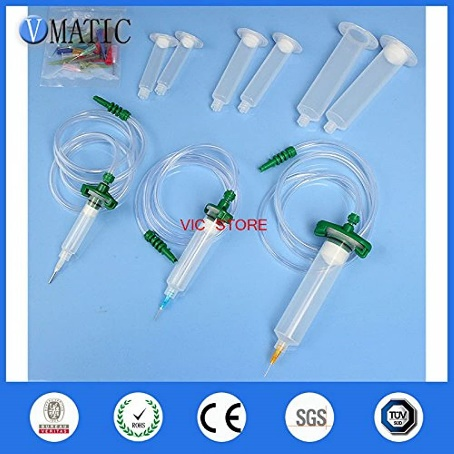 VMATIC
VIC STORE
BUREAU VERITAS
RoHS
CE
SGS
TÜV
SÜD